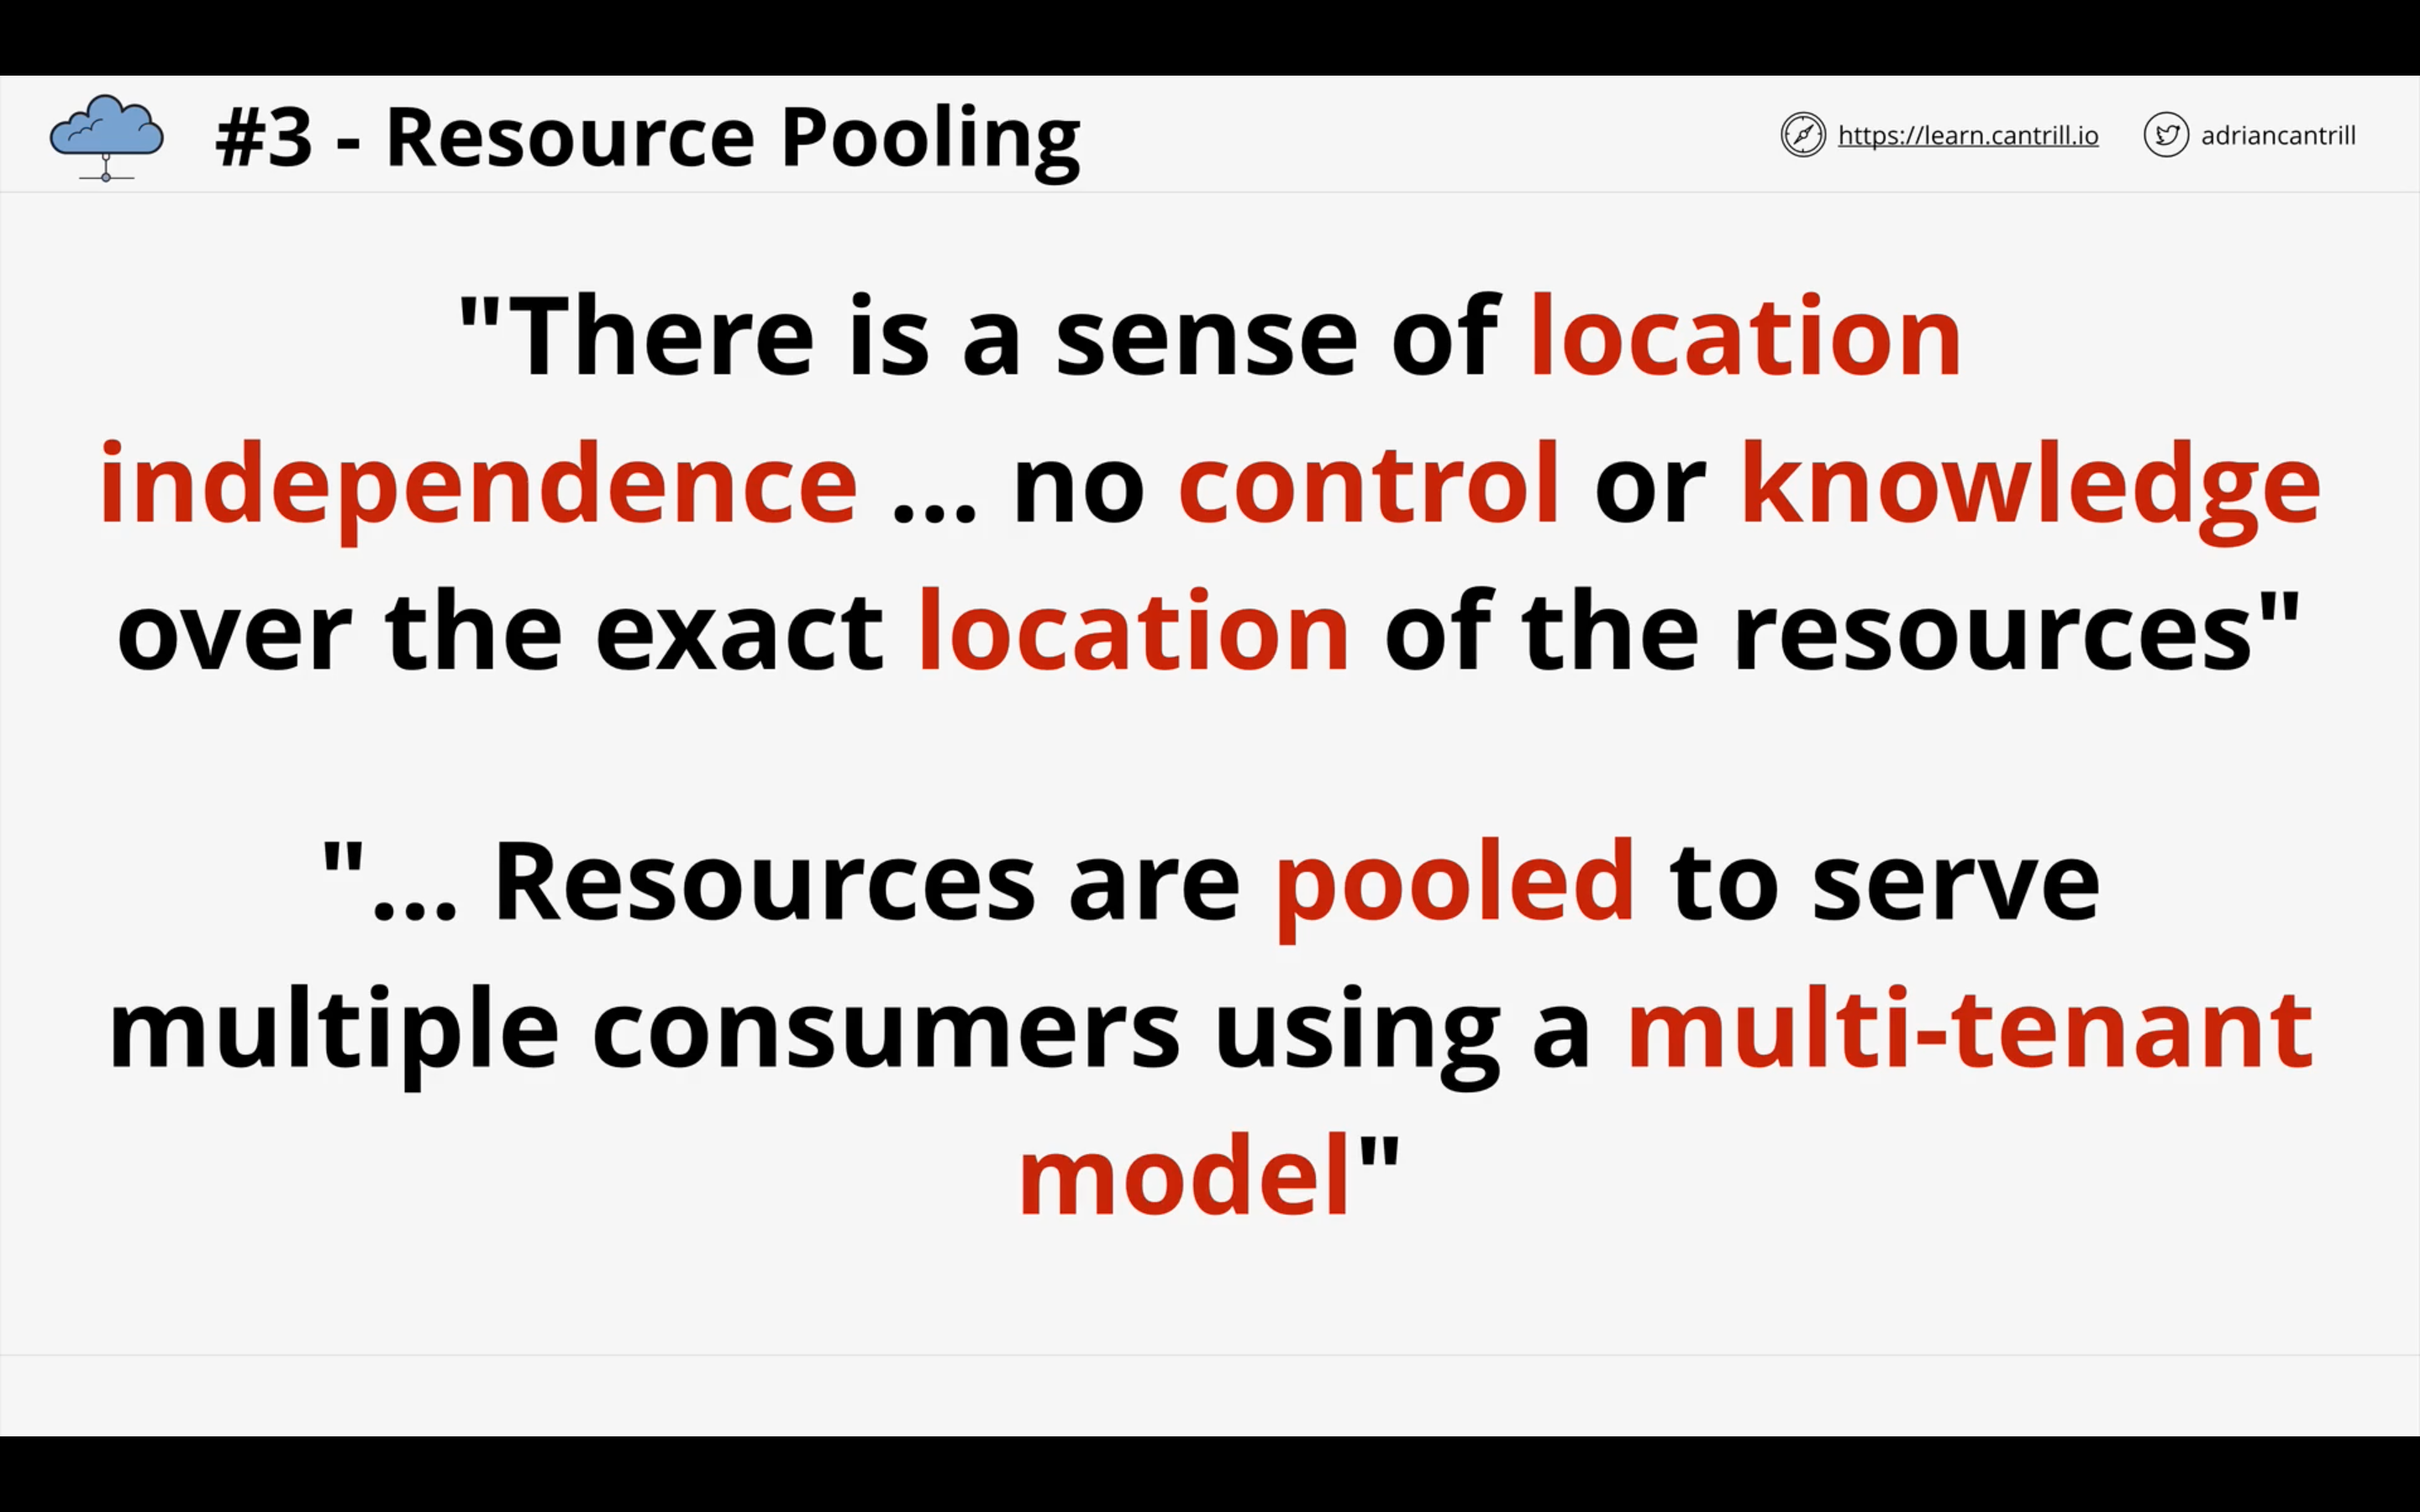 #3 - Resource Pooling
https://learn.cantrill.io
adriancantrill
"There is a sense of location
independence ... no control or knowledge
over the exact location of the resources"
"... Resources are pooled to serve
multiple consumers using a multi-tenant
model"